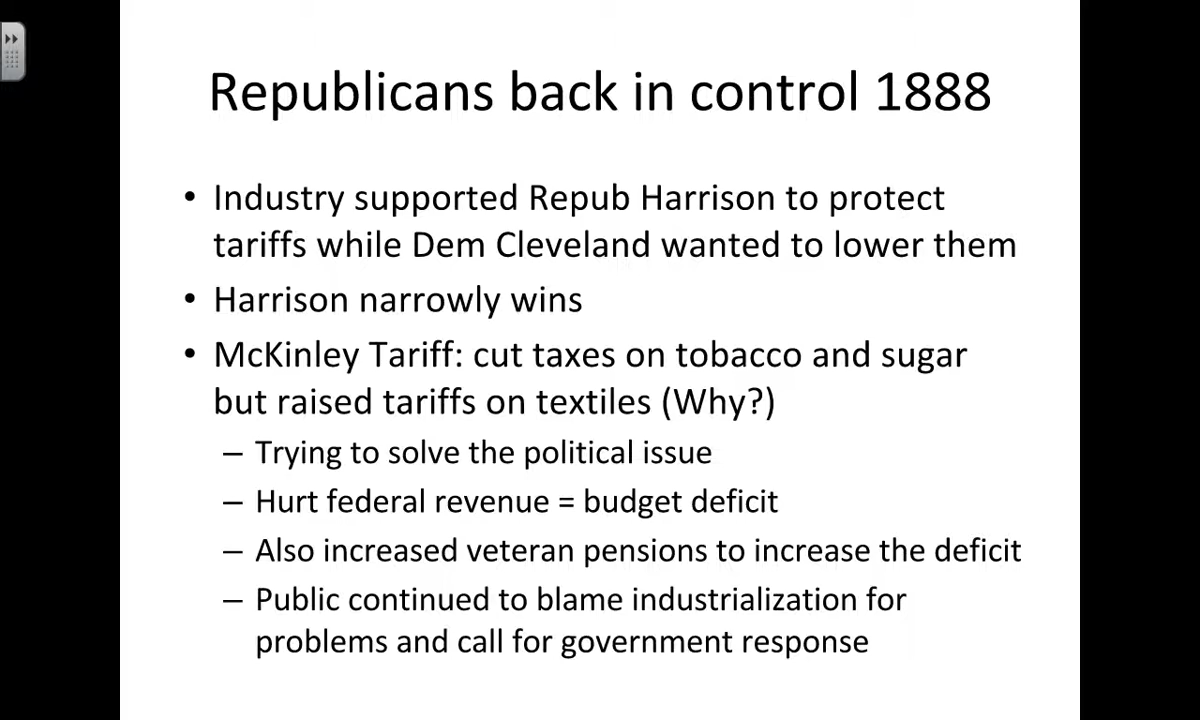 Republicans back in control 1888
• Industry supported Repub Harrison to protect
tariffs while Dem Cleveland wanted to lower them
• Harrison narrowly wins
• McKinley Tariff: cut taxes on tobacco and sugar
but raised tariffs on textiles (Why?)
– Trying to solve the political issue
– Hurt federal revenue = budget deficit
– Also increased veteran pensions to increase the deficit
– Public continued to blame industrialization for
problems and call for government response